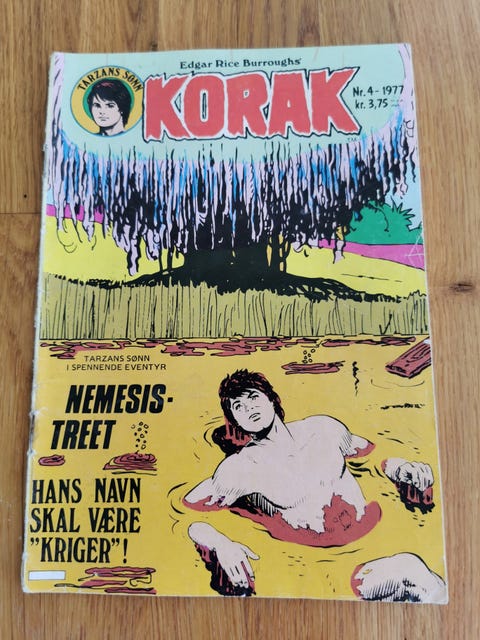 Edgar Rice Burroughs'
TARZANS SØNN
KORAK
Nr. 4 - 1977
kr. 3,75
TARZANS SØNN
I SPENNENDE EVENTYR
NEMESIS-
TREET
HANS NAVN
SKAL VÆRE
"KRIGER"!